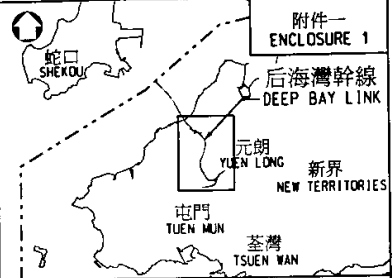 附件一
ENCLOSURE 1
蛇口
SHEKOU
后海灣幹線
DEEP BAY LINK
元朗
YUEN LONG
新界
NEW TERRITORIES
屯門
TUEN MUN
荃灣
TSUEN WAN